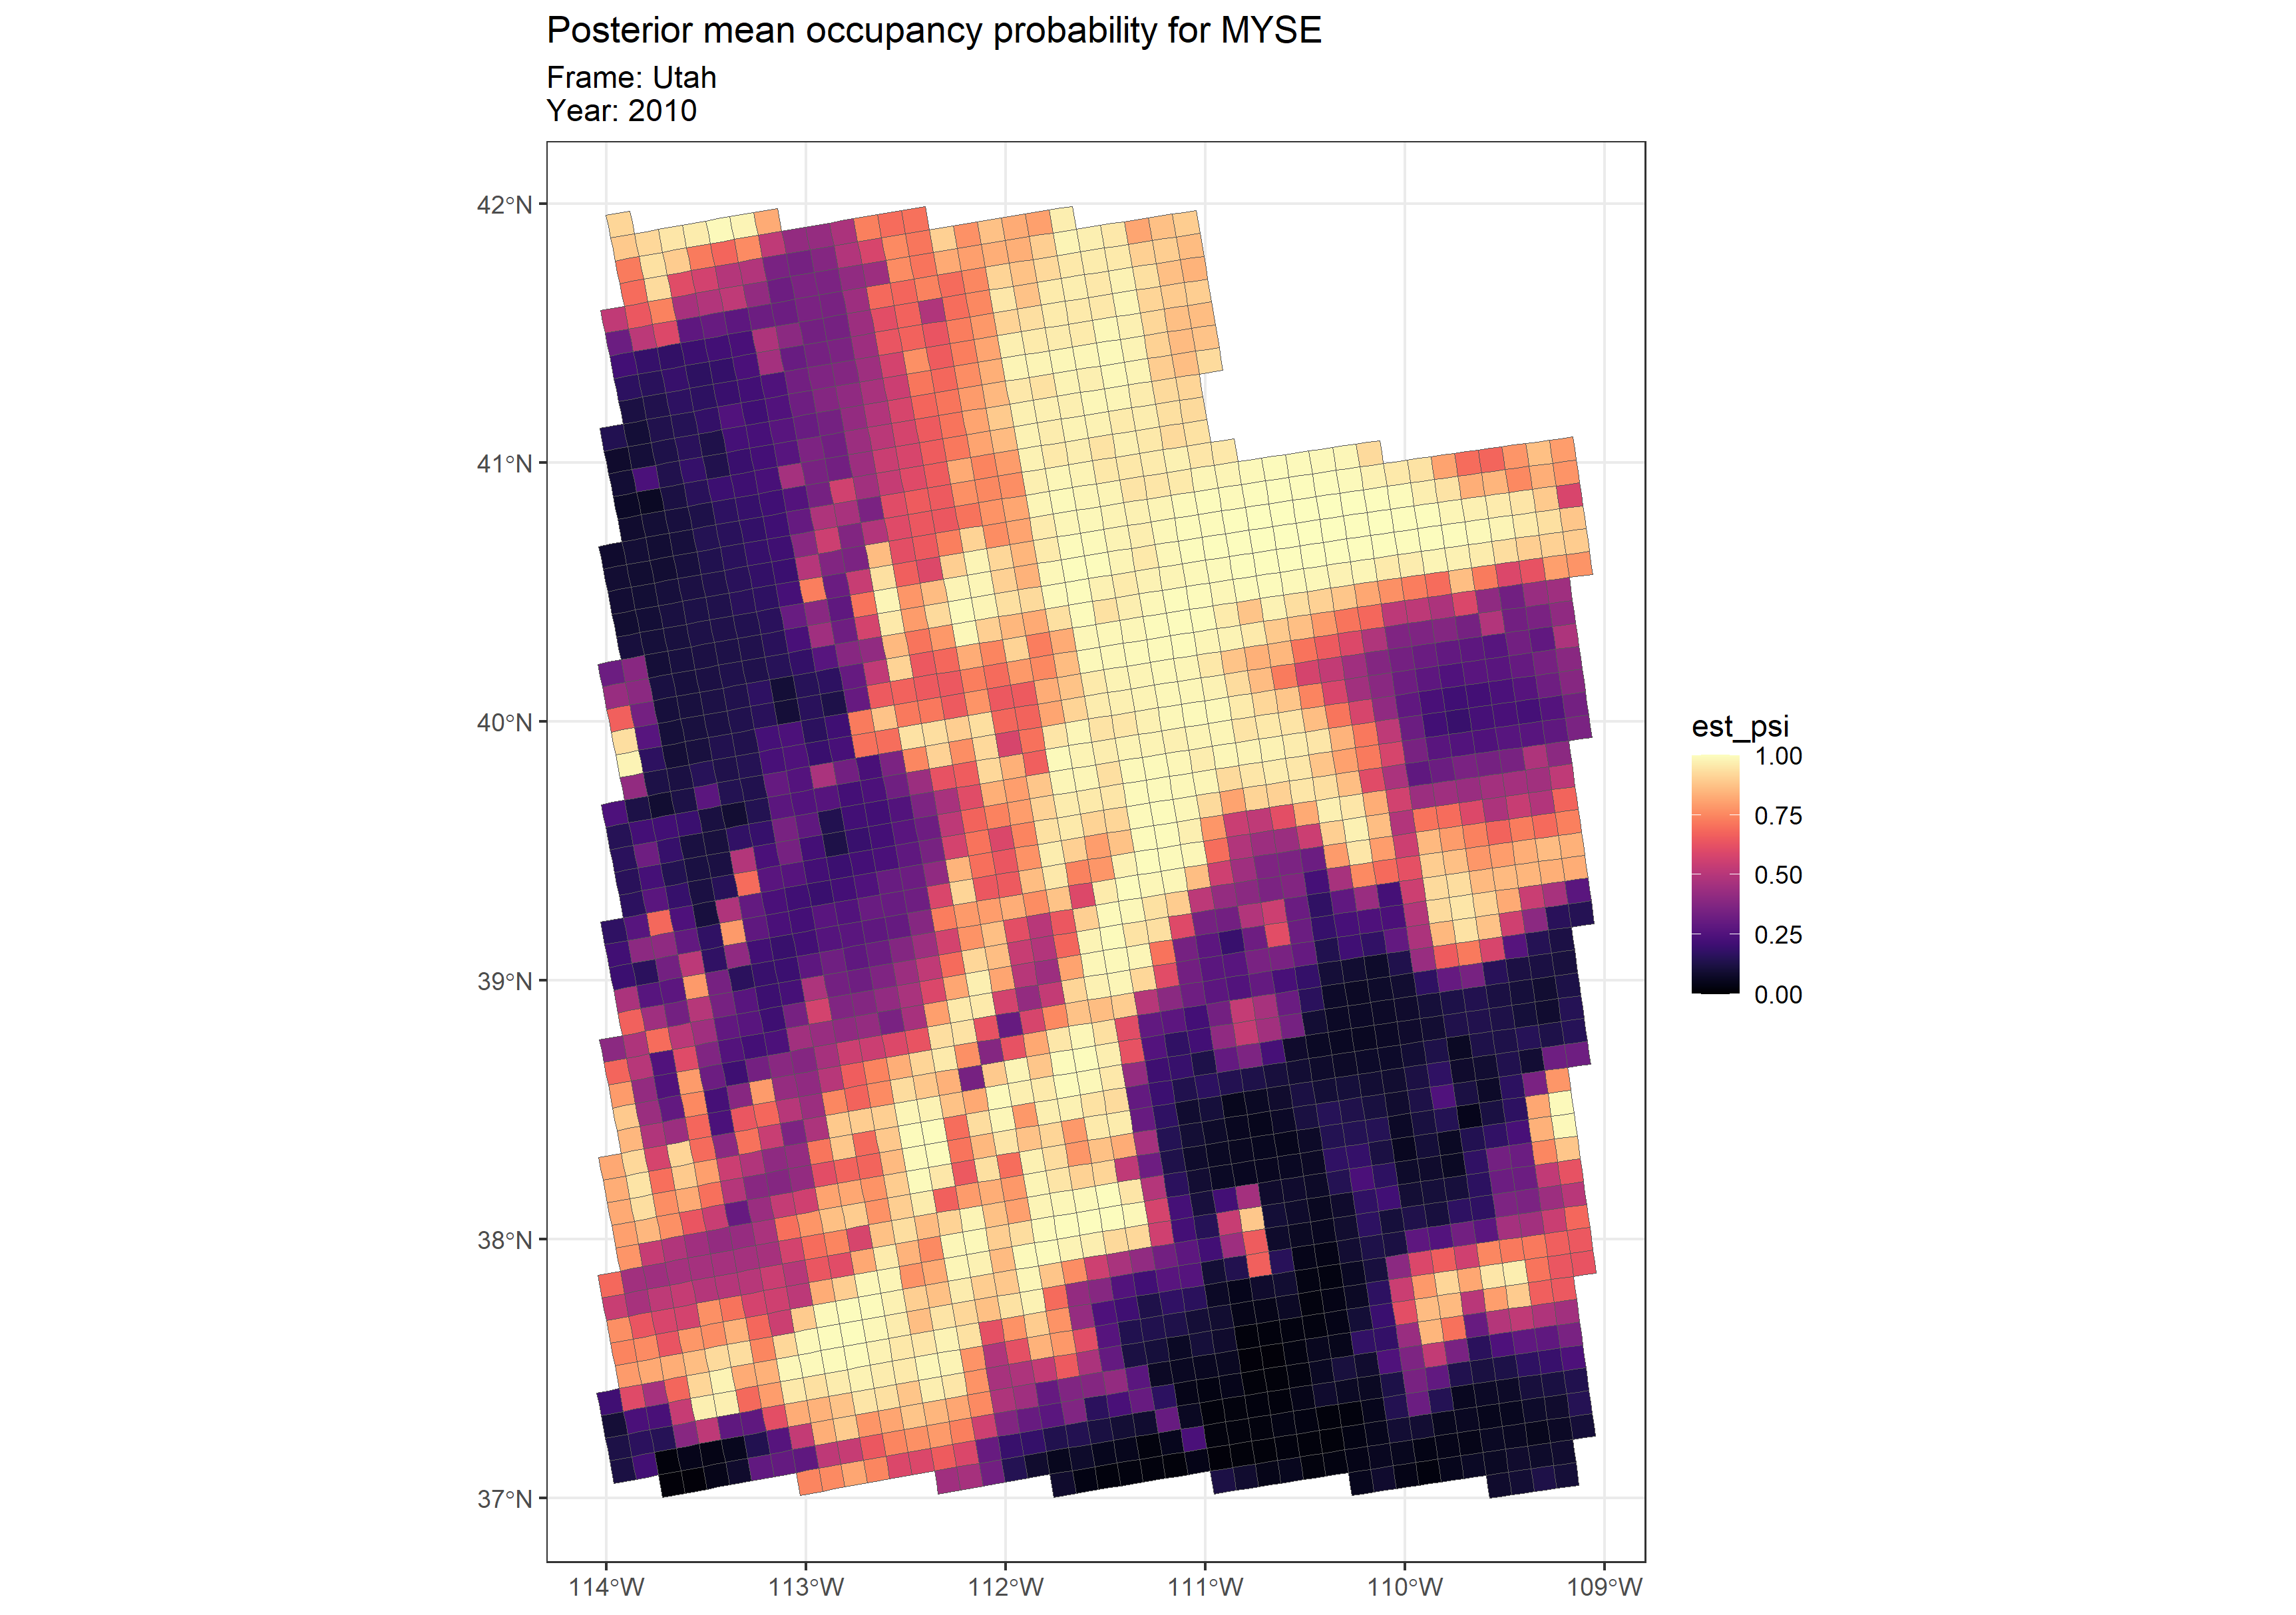 Posterior mean occupancy probability for MYSE
Frame: Utah
Year: 2010
42°N
41°N
40°N
39°N
38°N
37°N
114°W
113°W
112°W
111°W
110°W
109°W
est_psi
1.00
0.75
0.50
0.25
0.00